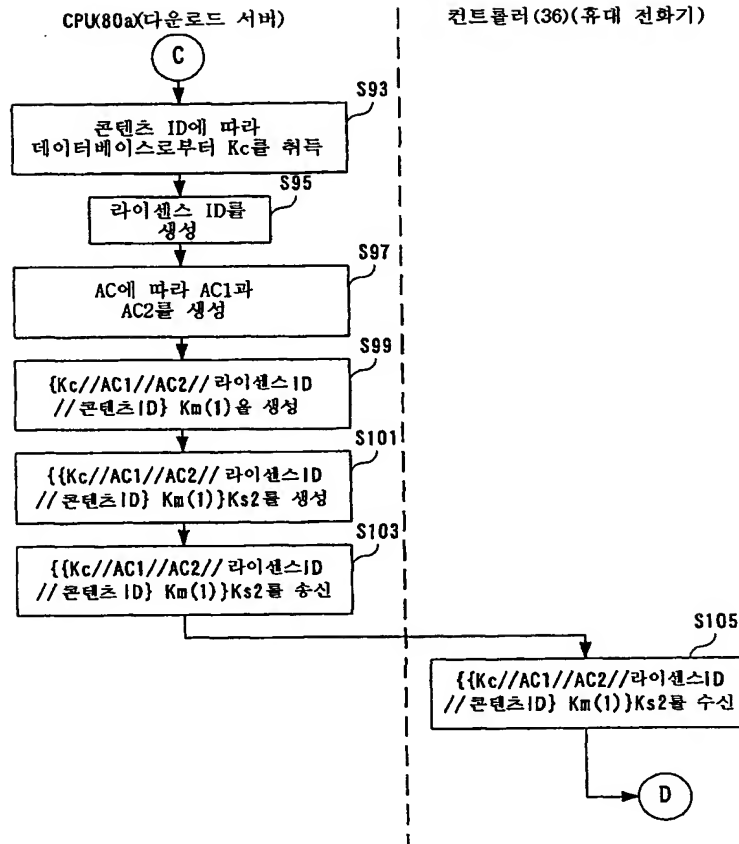 CPU(80a)(다운로드 서버)
컨트롤러(36)(휴대 전화기)
C
S93
콘텐츠 ID에 따라
데이터베이스로부터 Kc를 취득
S95
라이센스 ID를
생성
S97
AC에 따라 AC1과
AC2를 생성
S99
{Kc//AC1//AC2//라이센스ID
//콘텐츠ID} Km(1)을 생성
S101
{{Kc//AC1//AC2//라이센스ID
//콘텐츠ID} Km(1)}Ks2를 생성
S103
{{Kc//AC1//AC2//라이센스ID
//콘텐츠ID} Km(1)}Ks2를 송신
S105
{{Kc//AC1//AC2//라이센스ID
//콘텐츠ID} Km(1)}Ks2를 수신
D